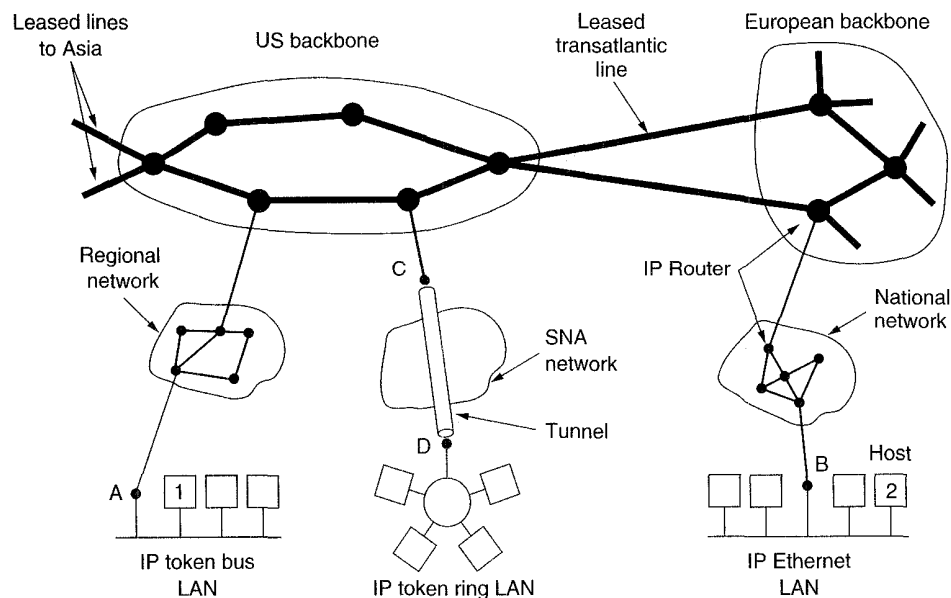 Leased lines
to Asia
US backbone
Leased
transatlantic
line
European backbone
Regional
network
C
IP Router
National
network
SNA
network
Tunnel
D
A
1
B
Host
2
IP token bus
LAN
IP token ring LAN
IP Ethernet
LAN